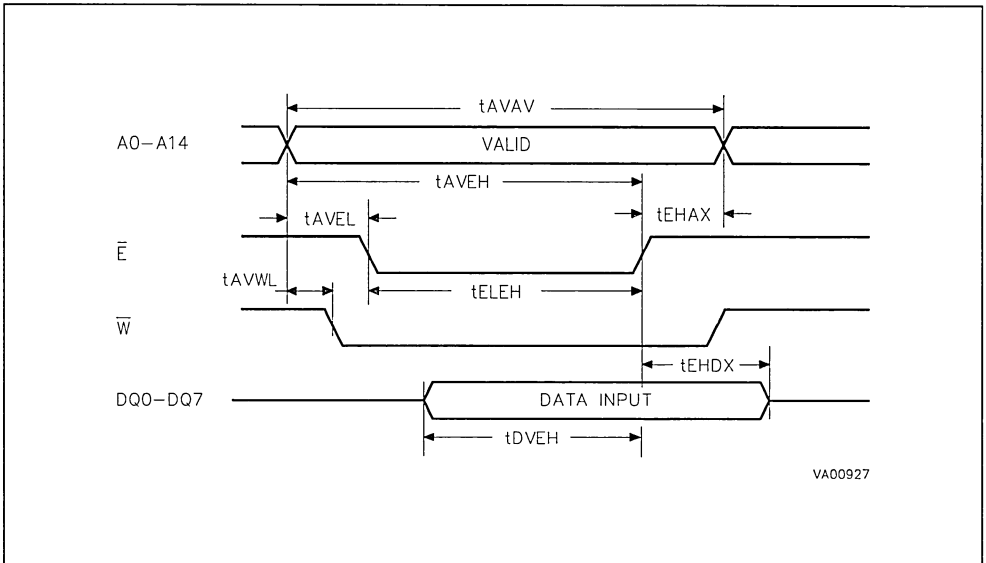 tAVAV
A0-A14
VALID
tAVEH
tAVEL
tEHAX
E̅
tAVWL
tELEH
W̅
tEHDX
DQ0-DQ7
DATA INPUT
tDVEH
VA00927